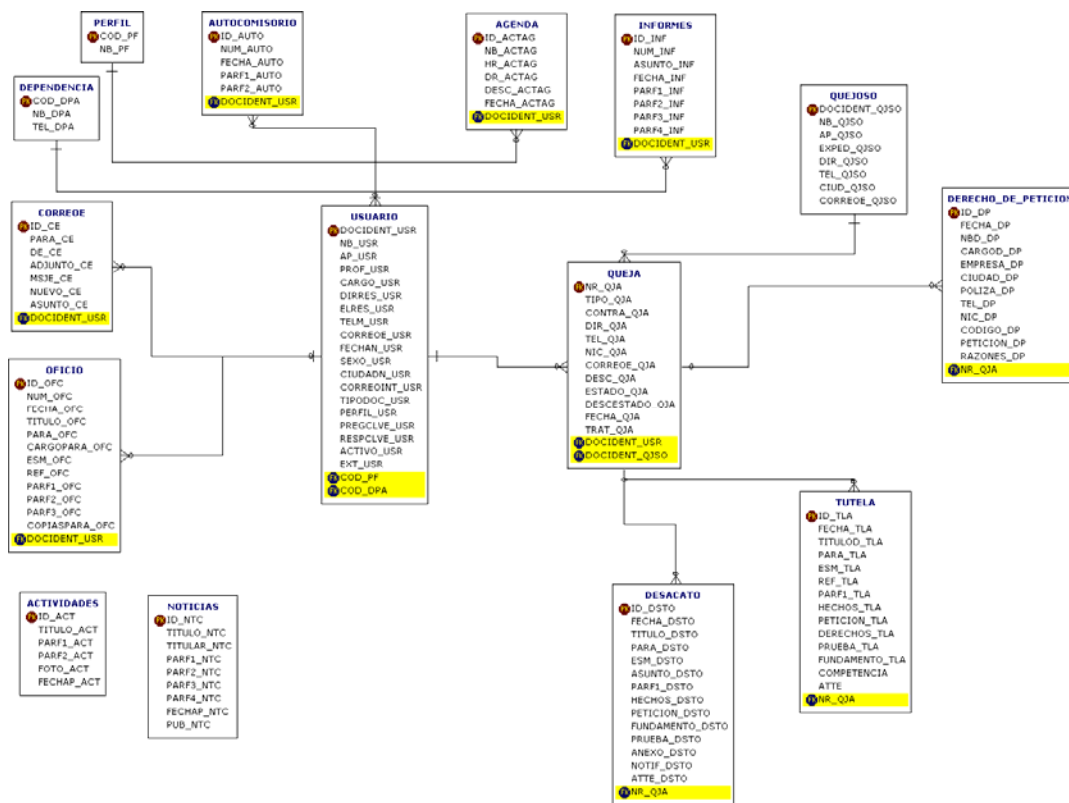 PERFIL
COD_PF
NB_PF
DEPENDENCIA
COD_DPA
NB_DPA
TEL_DPA
AUTOCOMISORIO
ID_AUTO
NUM_AUTO
FECHA_AUTO
PARF1_AUTO
PARF2_AUTO
DOCIDENT_USR
AGENDA
ID_ACTAG
NB_ACTAG
HR_ACTAG
DR_ACTAG
DESC_ACTAG
FECHA_ACTAG
DOCIDENT_USR
INFORMES
ID_INF
NUM_INF
ASUNTO_INF
FECHA_INF
PARF1_INF
PARF2_INF
PARF3_INF
PARF4_INF
DOCIDENT_USR
QUEJOSO
DOCIDENT_QJSO
NB_QJSO
AP_QJSO
EXPED_QJSO
DIR_QJSO
TEL_QJSO
CIUD_QJSO
CORREOE_QJSO
DERECHO_DE_PETICION
ID_DP
FECHA_DP
NBD_DP
CARGOD_DP
EMPRESA_DP
CIUDAD_DP
POLIZA_DP
TEL_DP
NIC_DP
CODIGO_DP
PETICION_DP
RAZONES_DP
NR_QJA
CORREOE
ID_CE
PARA_CE
DE_CE
ADJUNTO_CE
MSJE_CE
NUEVO_CE
ASUNTO_CE
DOCIDENT_USR
USUARIO
DOCIDENT_USR
NB_USR
AP_USR
PROF_USR
CARGO_USR
DIRRES_USR
ELRES_USR
TELM_USR
CORREOE_USR
FECHAN_USR
SEXO_USR
CIUDADN_USR
CORREOINT_USR
TIPODOC_USR
PERFIL_USR
PREGCLVE_USR
RESPCLVE_USR
ACTIVO_USR
EXT_USR
COD_PF
COD_DPA
QUEJA
NR_QJA
TIPO_QJA
CONTRA_QJA
DIR_QJA
TEL_QJA
NIC_QJA
CORREOE_QJA
DESC_QJA
ESTADO_QJA
DESCESTADO_QJA
FECHA_QJA
TRAT_QJA
DOCIDENT_USR
DOCIDENT_QJSO
OFICIO
ID_OFC
NUM_OFC
FECHA_OFC
TITULO_OFC
PARA_OFC
CARGOPARA_OFC
ESM_OFC
REF_OFC
PARF1_OFC
PARF2_OFC
PARF3_OFC
COPIASPARA_OFC
DOCIDENT_USR
TUTELA
ID_TLA
FECHA_TLA
TITULOD_TLA
PARA_TLA
ESM_TLA
REF_TLA
PARF1_TLA
HECHOS_TLA
PETICION_TLA
DERECHOS_TLA
PRUEBA_TLA
FUNDAMENTO_TLA
COMPETENCIA
ATTE
NR_QJA
DESACATO
ID_DSTO
FECHA_DSTO
TITULO_DSTO
PARA_DSTO
ESM_DSTO
ASUNTO_DSTO
PARF1_DSTO
HECHOS_DSTO
PETICION_DSTO
FUNDAMENTO_DSTO
PRUEBA_DSTO
ANEXO_DSTO
NOTIF_DSTO
ATTE_DSTO
NR_QJA
ACTIVIDADES
ID_ACT
TITULO_ACT
PARF1_ACT
PARF2_ACT
FOTO_ACT
FECHAP_ACT
NOTICIAS
ID_NTC
TITULO_NTC
TITULAR_NTC
PARF1_NTC
PARF2_NTC
PARF3_NTC
PARF4_NTC
FECHAP_NTC
PUB_NTC